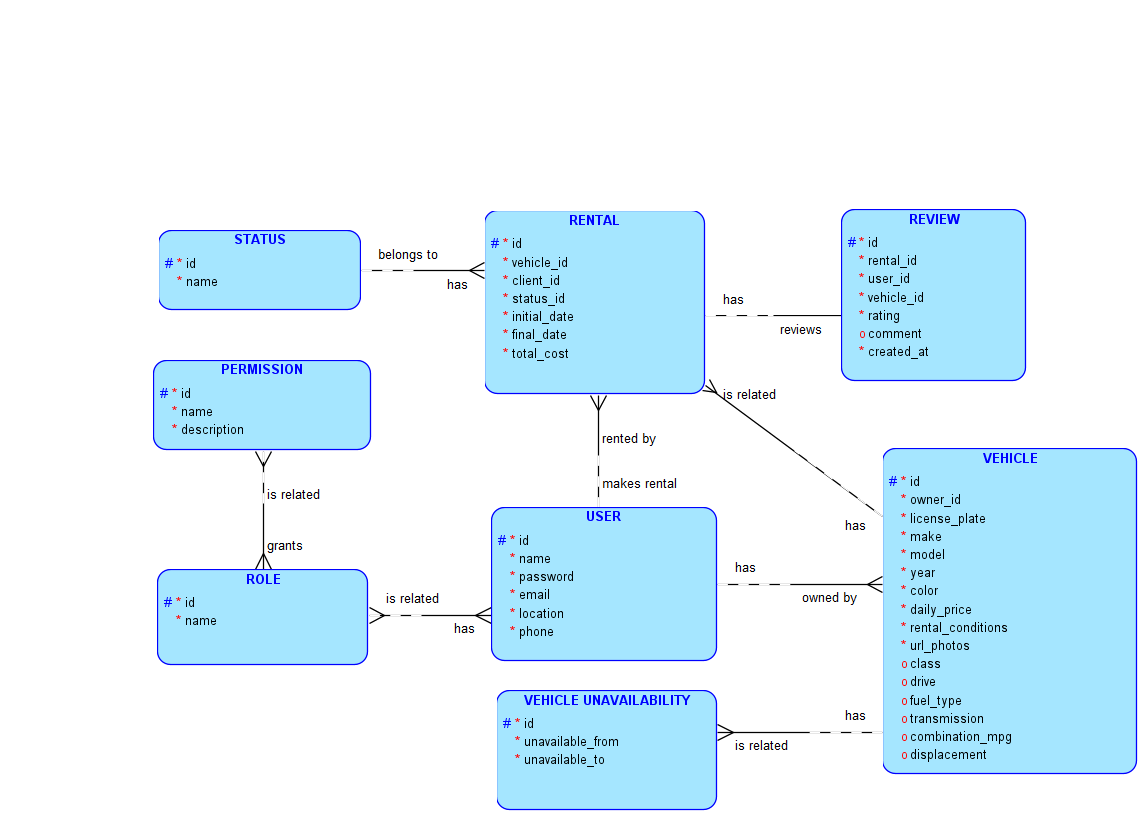 STATUS
# * id
* name
belongs to
has
RENTAL
# * id
* vehicle_id
* client_id
* status_id
* initial_date
* final_date
* total_cost
has
reviews
REVIEW
# * id
* rental_id
* user_id
* vehicle_id
* rating
o comment
* created_at
PERMISSION
# * id
* name
* description
is related
grants
rented by
makes rental
is related
has
ROLE
# * id
* name
is related
has
USER
# * id
* name
* password
* email
* location
* phone
has
owned by
VEHICLE
# * id
* owner_id
* license_plate
* make
* model
* year
* color
* daily_price
* rental_conditions
* url_photos
o class
o drive
o fuel_type
o transmission
o combination_mpg
o displacement
VEHICLE UNAVAILABILITY
# * id
* unavailable_from
* unavailable_to
has
is related